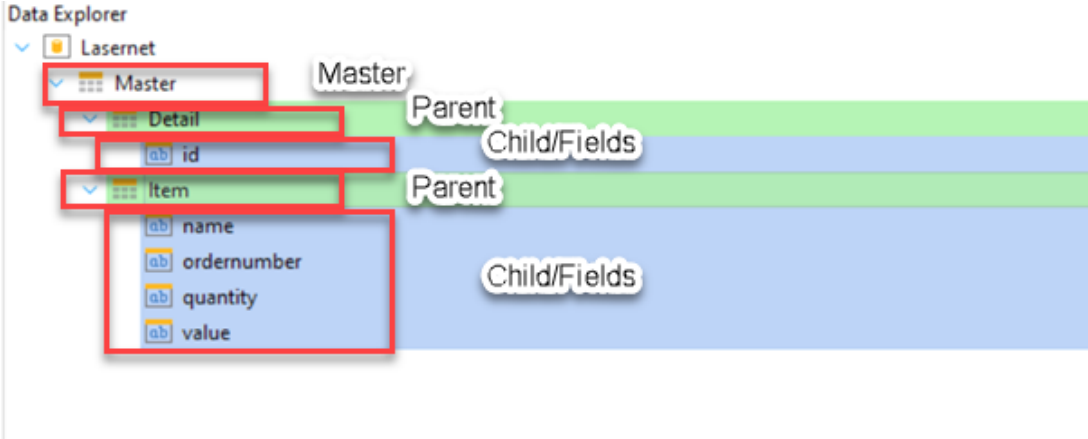 Data Explorer
Lasernet
Master Master
Detail Parent
id Child/Fields
Item Parent
name
ordernumber
quantity Child/Fields
value